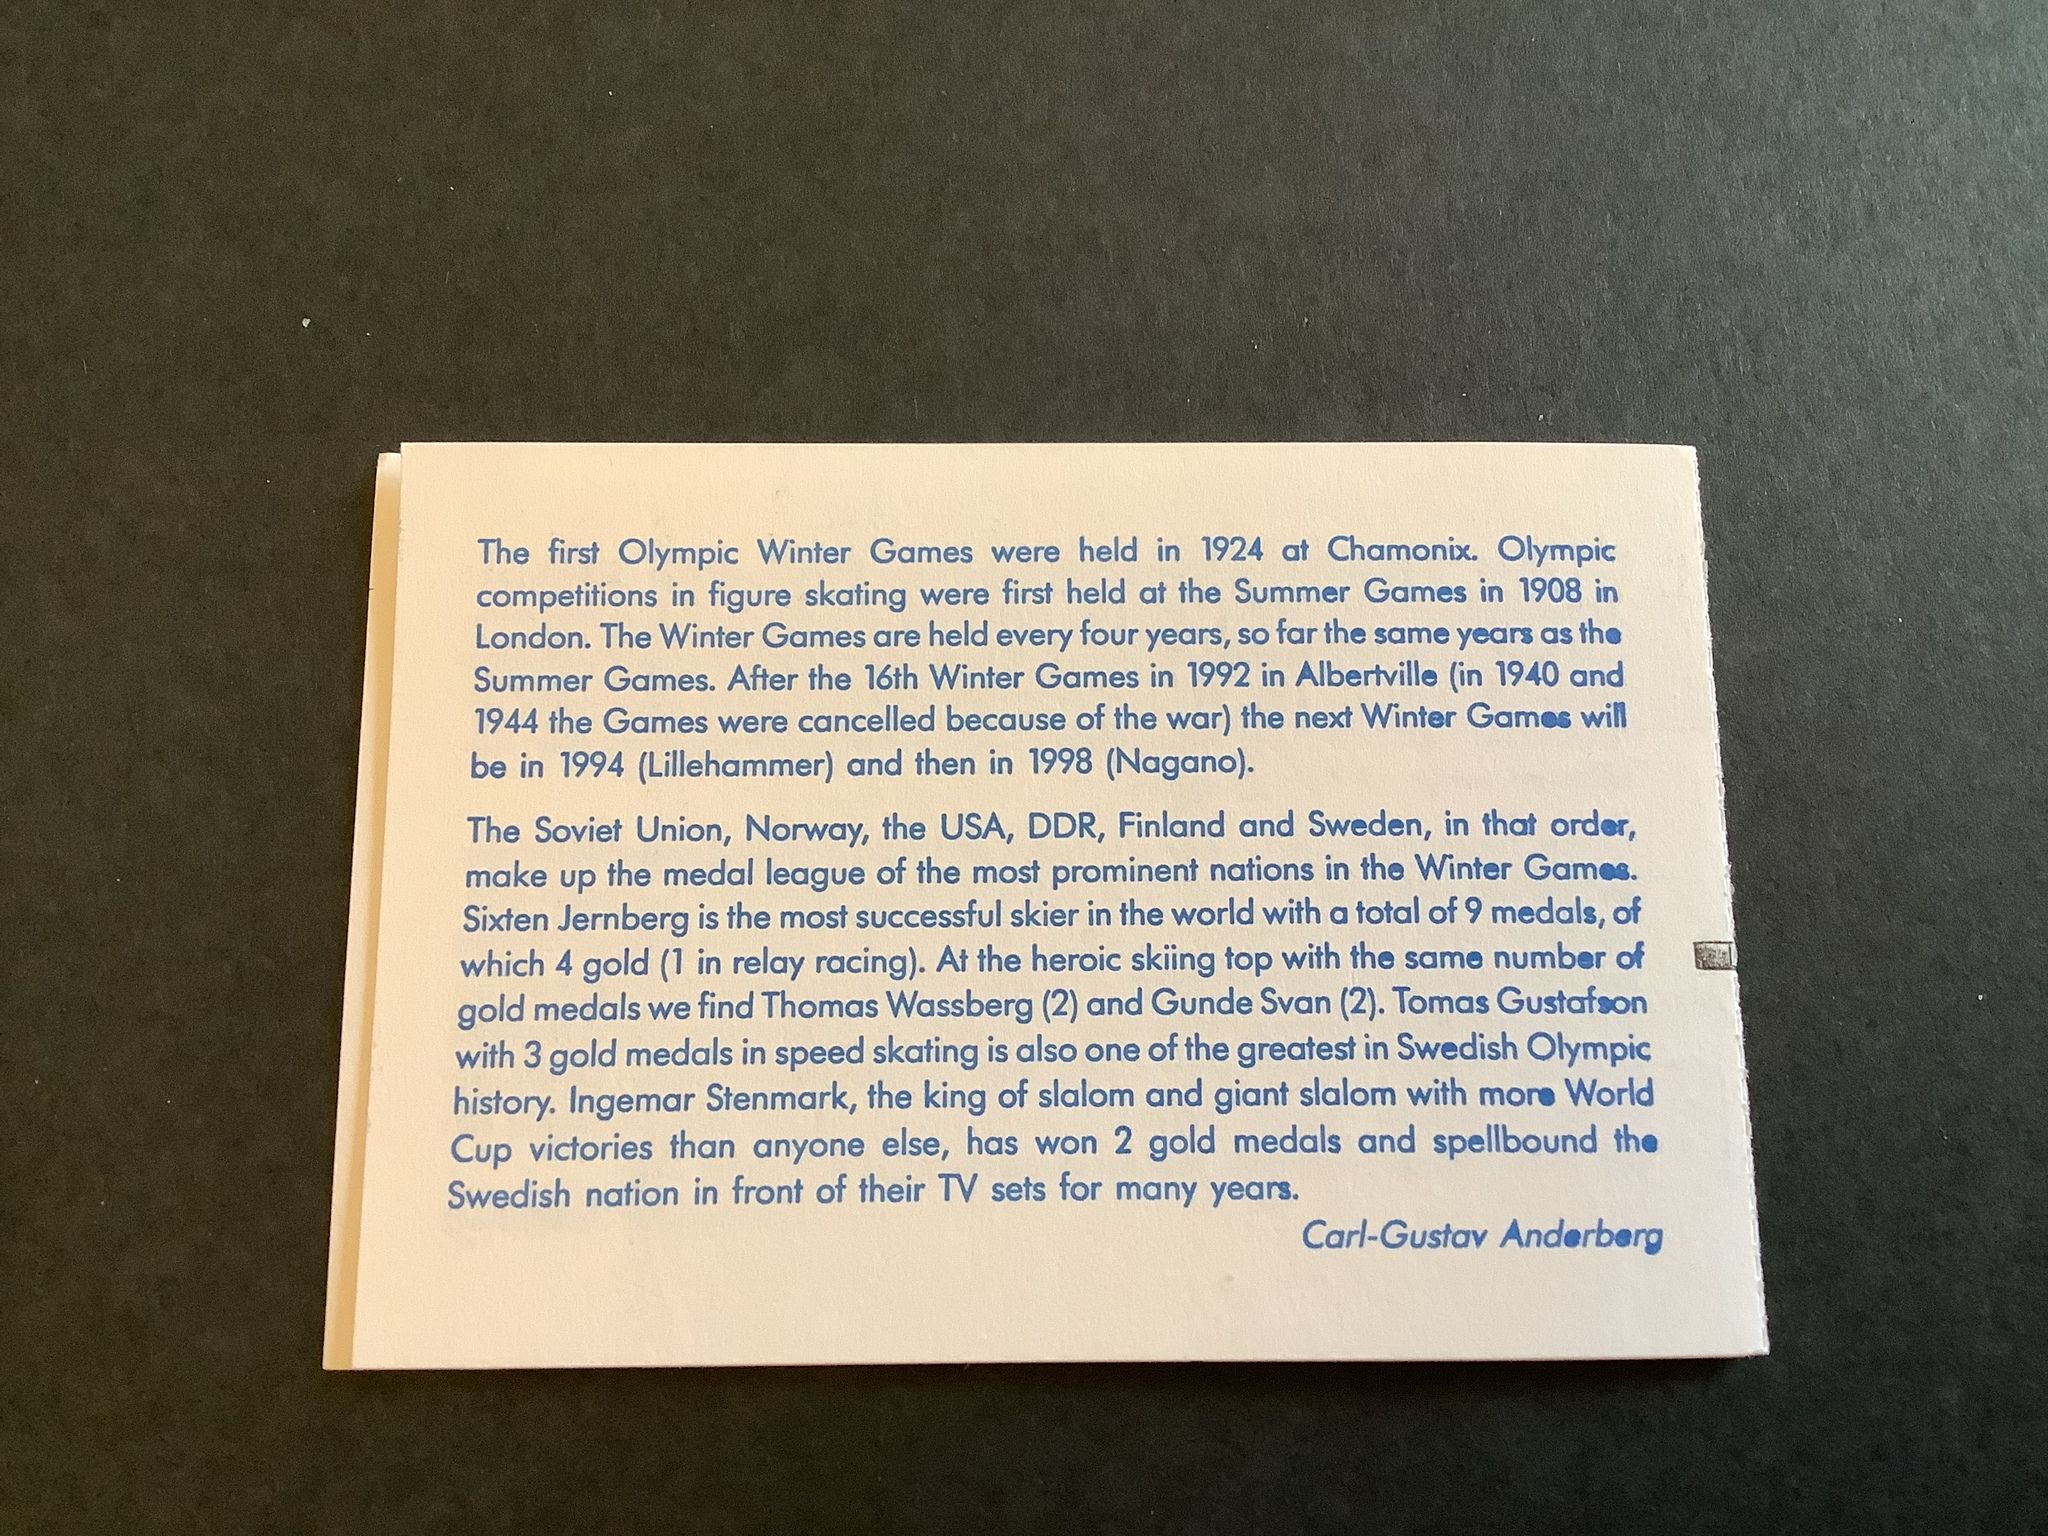 The first Olympic Winter Games were held in 1924 at Chamonix. Olympic
competitions in figure skating were first held at the Summer Games in 1908 in
London. The Winter Games are held every four years, so far the same years as the
Summer Games. After the 16th Winter Games in 1992 in Albertville (in 1940 and
1944 the Games were cancelled because of the war) the next Winter Games will
be in 1994 (Lillehammer) and then in 1998 (Nagano).
The Soviet Union, Norway, the USA, DDR, Finland and Sweden, in that order,
make up the medal league of the most prominent nations in the Winter Games.
Sixten Jernberg is the most successful skier in the world with a total of 9 medals, of
which 4 gold (1 in relay racing). At the heroic skiing top with the same number of
gold medals we find Thomas Wassberg (2) and Gunde Svan (2). Tomas Gustafson
with 3 gold medals in speed skating is also one of the greatest in Swedish Olympic
history. Ingemar Stenmark, the king of slalom and giant slalom with more World
Cup victories than anyone else, has won 2 gold medals and spellbound the
Swedish nation in front of their TV sets for many years.
Carl-Gustav Anderberg